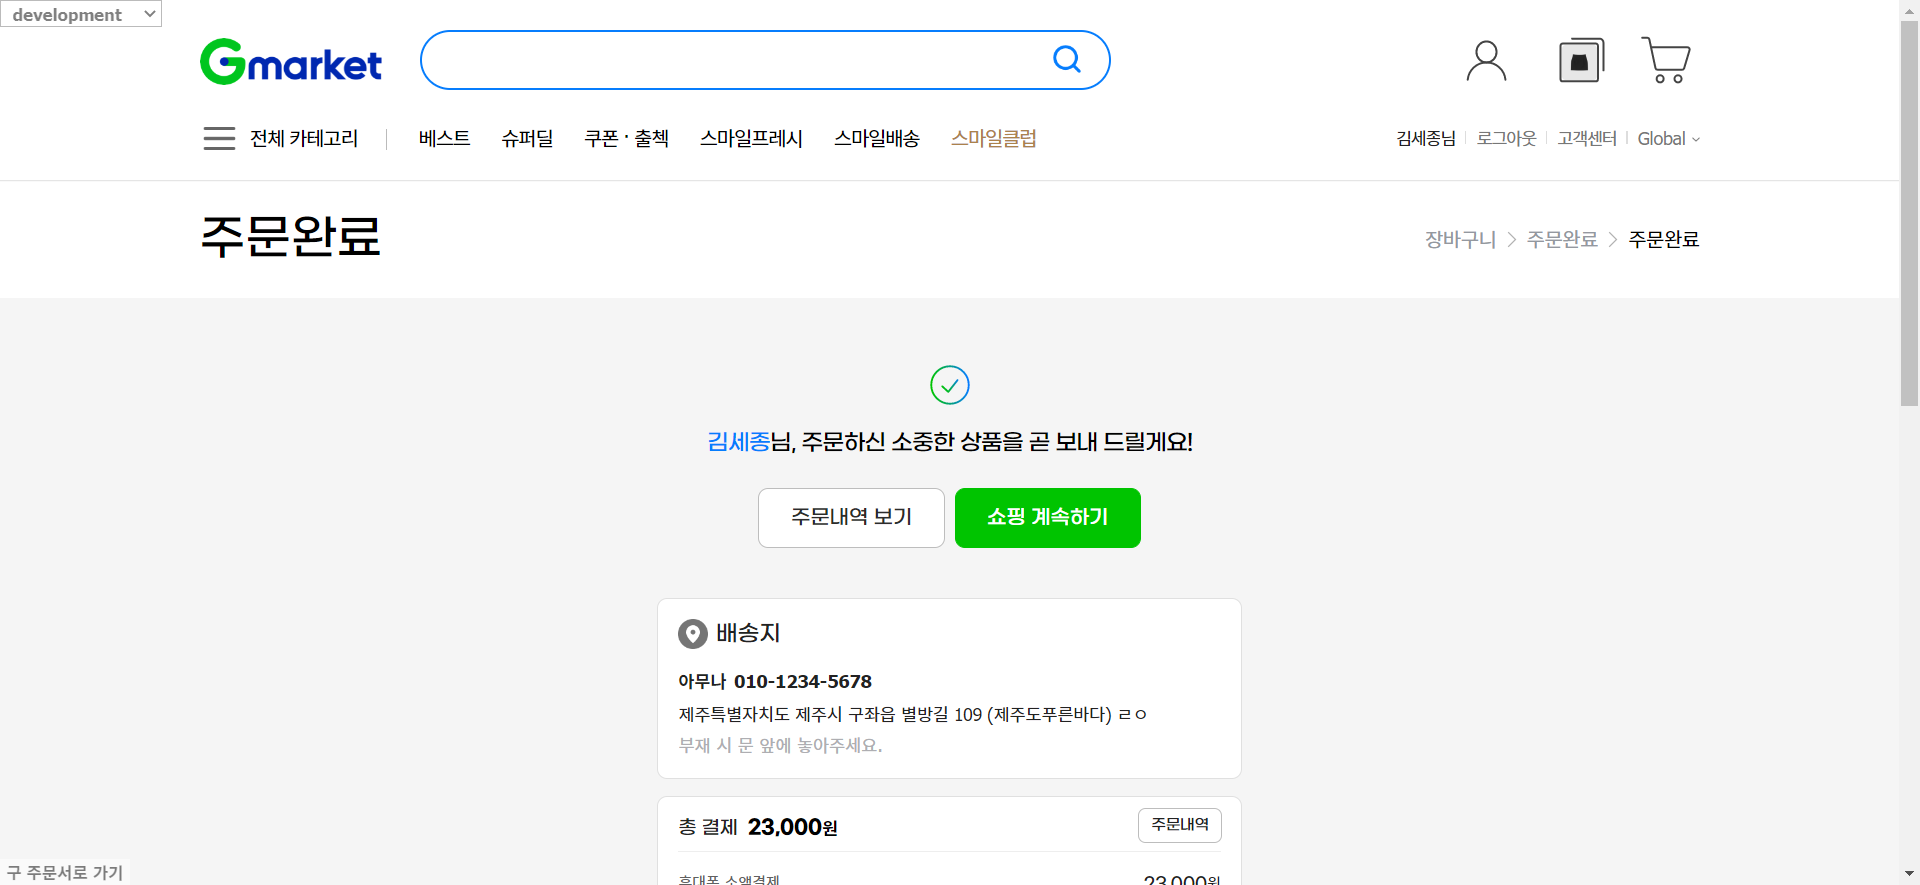 development
Gmarket
전체 카테고리
베스트 슈퍼딜 쿠폰 · 출첵 스마일프레시 스마일배송 스마일클럽
김세종님 로그아웃 고객센터 Global
주문완료
장바구니 > 주문완료 > 주문완료
김세종님, 주문하신 소중한 상품을 곧 보내 드릴게요!
주문내역 보기
쇼핑 계속하기
배송지
아무나 010-1234-5678
제주특별자치도 제주시 구좌읍 별방길 109 (제주도푸른바다) ㄹㅇ
부재 시 문 앞에 놓아주세요.
총 결제 23,000원
주문내역
휴대폰 소액결제 23,000원
구 주문서로 가기